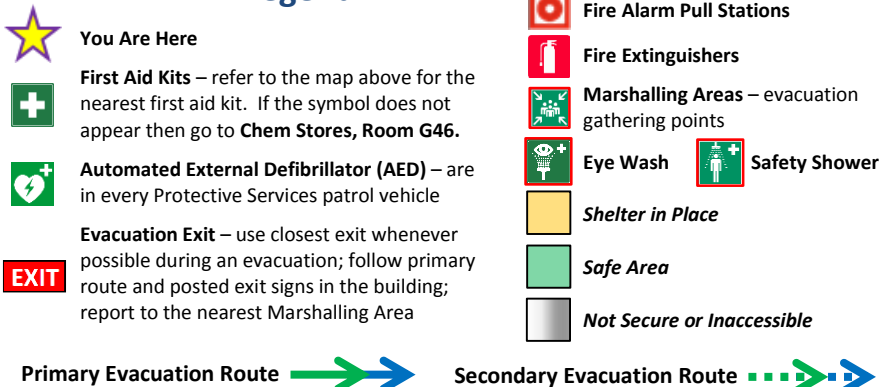 You Are Here
First Aid Kits – refer to the map above for the
nearest first aid kit.  If the symbol does not
appear then go to Chem Stores, Room G46.
Automated External Defibrillator (AED) – are
in every Protective Services patrol vehicle
Evacuation Exit – use closest exit whenever
possible during an evacuation; follow primary
route and posted exit signs in the building;
report to the nearest Marshalling Area
EXIT
Fire Alarm Pull Stations
Fire Extinguishers
Marshalling Areas – evacuation
gathering points
Eye Wash
Safety Shower
Shelter in Place
Safe Area
Not Secure or Inaccessible
Primary Evacuation Route
Secondary Evacuation Route